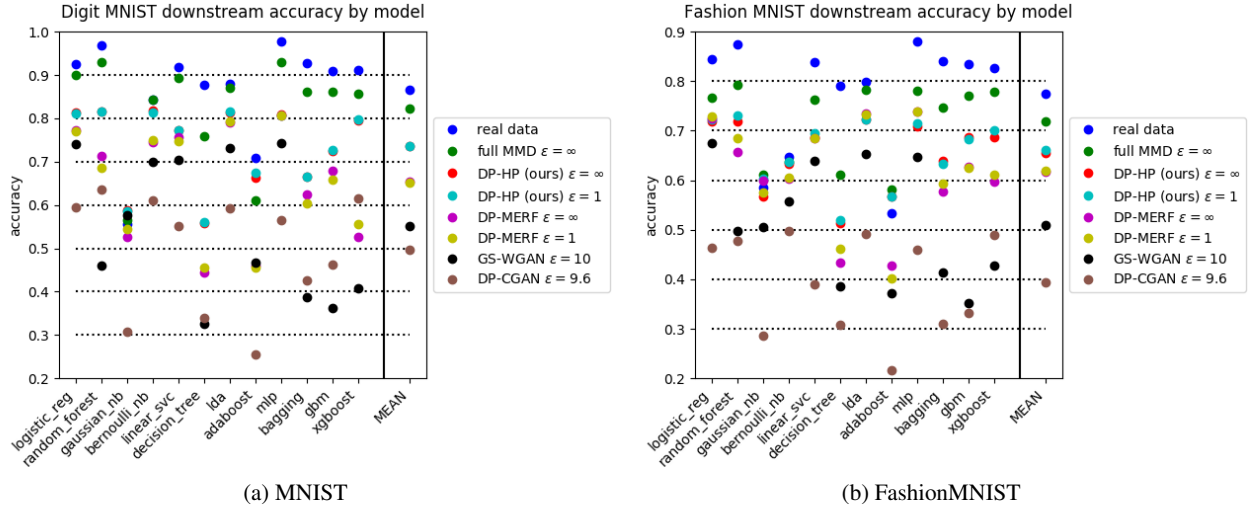 Digit MNIST downstream accuracy by model
1.0
0.9
0.8
0.7
0.6
0.5
0.4
0.3
0.2
accuracy
logistic_reg
random_forest
gaussian_nb
bernoulli_nb
linear_svc
decision_tree
lda
adaboost
mlp
bagging
gbm
xgboost
MEAN
real data
full MMD ε = ∞
DP-HP (ours) ε = ∞
DP-HP (ours) ε = 1
DP-MERF ε = ∞
DP-MERF ε = 1
GS-WGAN ε = 10
DP-CGAN ε = 9.6
(a) MNIST
Fashion MNIST downstream accuracy by model
0.9
0.8
0.7
0.6
0.5
0.4
0.3
0.2
accuracy
logistic_reg
random_forest
gaussian_nb
bernoulli_nb
linear_svc
decision_tree
lda
adaboost
mlp
bagging
gbm
xgboost
MEAN
real data
full MMD ε = ∞
DP-HP (ours) ε = ∞
DP-HP (ours) ε = 1
DP-MERF ε = ∞
DP-MERF ε = 1
GS-WGAN ε = 10
DP-CGAN ε = 9.6
(b) FashionMNIST